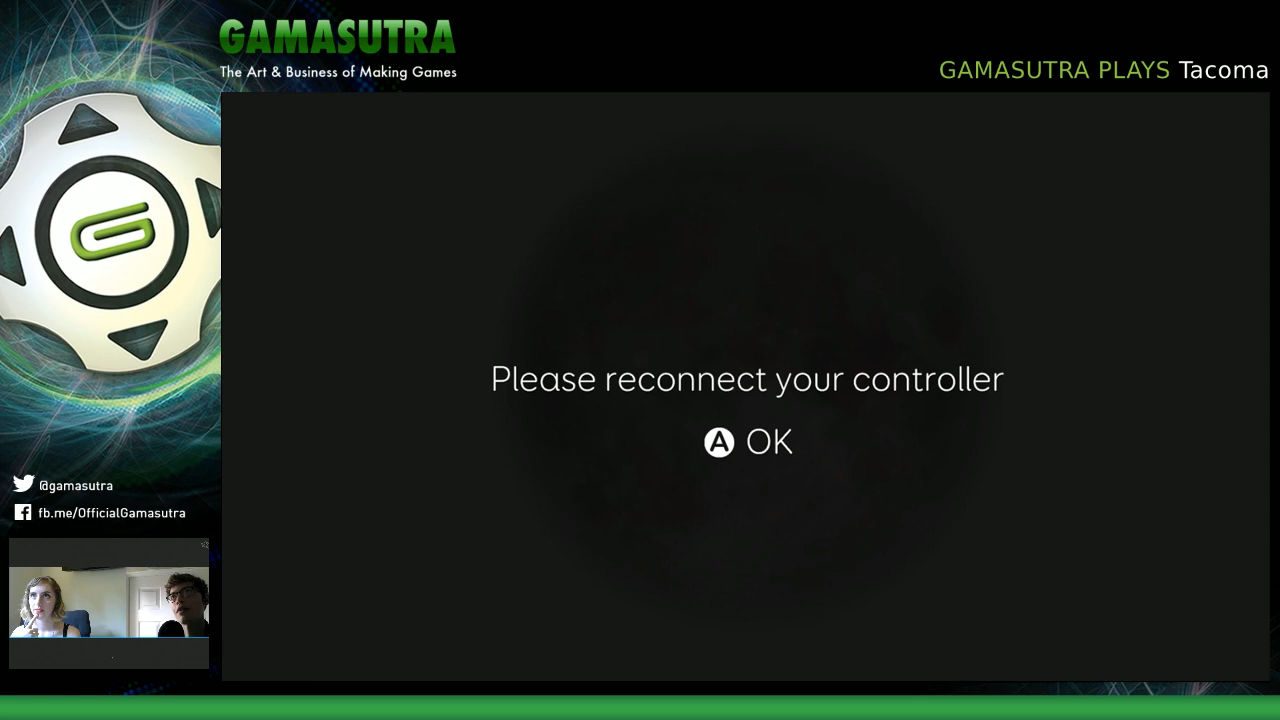 GAMASUTRA
The Art & Business of Making Games
GAMASUTRA PLAYS Tacoma
G
Please reconnect your controller
A OK
@gamasutra
fb.me/OfficialGamasutra